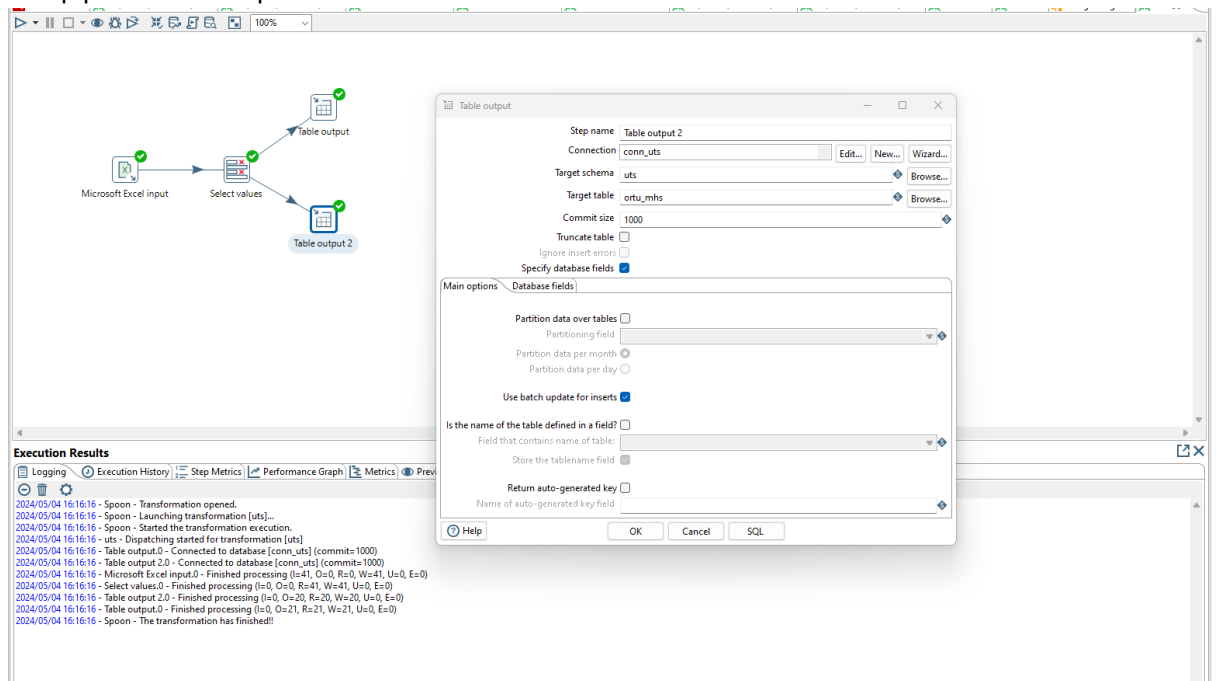 100%
Table output
Microsoft Excel input
Select values
Table output 2
Table output
Step name Table output 2
Connection conn_uts Edit... New... Wizard...
Target schema uts Browse...
Target table ortu_mhs Browse...
Commit size 1000
Truncate table
Ignore insert errors
Specify database fields
Main options Database fields
Partition data over tables
Partitioning field
Partition data per month
Partition data per day
Use batch update for inserts
Is the name of the table defined in a field?
Field that contains name of table:
Store the tablename field
Return auto-generated key
Name of auto-generated key field
Help OK Cancel SQL
Execution Results
Logging Execution History Step Metrics Performance Graph Metrics Previ
2024/05/04 16:16:16 - Spoon - Transformation opened.
2024/05/04 16:16:16 - Spoon - Launching transformation [uts]...
2024/05/04 16:16:16 - Spoon - Started the transformation execution.
2024/05/04 16:16:16 - uts - Dispatching started for transformation [uts]
2024/05/04 16:16:16 - Table output.0 - Connected to database [conn_uts] (commit=1000)
2024/05/04 16:16:16 - Table output 2.0 - Connected to database [conn_uts] (commit=1000)
2024/05/04 16:16:16 - Microsoft Excel input.0 - Finished processing (I=41, O=0, R=0, W=41, U=0, E=0)
2024/05/04 16:16:16 - Select values.0 - Finished processing (I=0, O=0, R=41, W=41, U=0, E=0)
2024/05/04 16:16:16 - Table output 2.0 - Finished processing (I=0, O=20, R=20, W=20, U=0, E=0)
2024/05/04 16:16:16 - Table output.0 - Finished processing (I=0, O=21, R=21, W=21, U=0, E=0)
2024/05/04 16:16:16 - Spoon - The transformation has finished!!